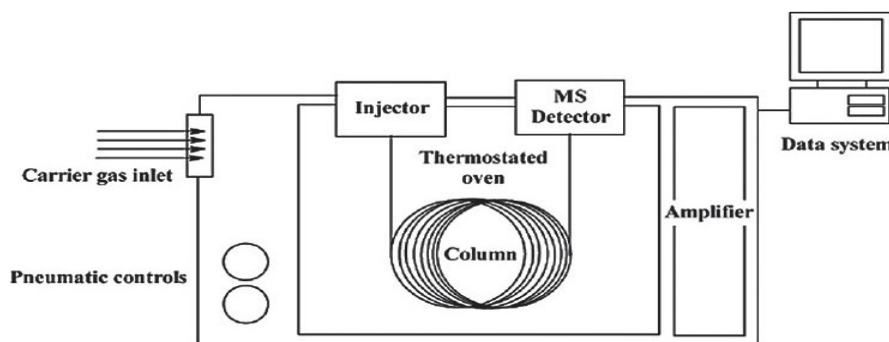 Injector
MS
Detector
Data system
Carrier gas inlet
Thermostated
oven
Amplifier
Column
Pneumatic controls